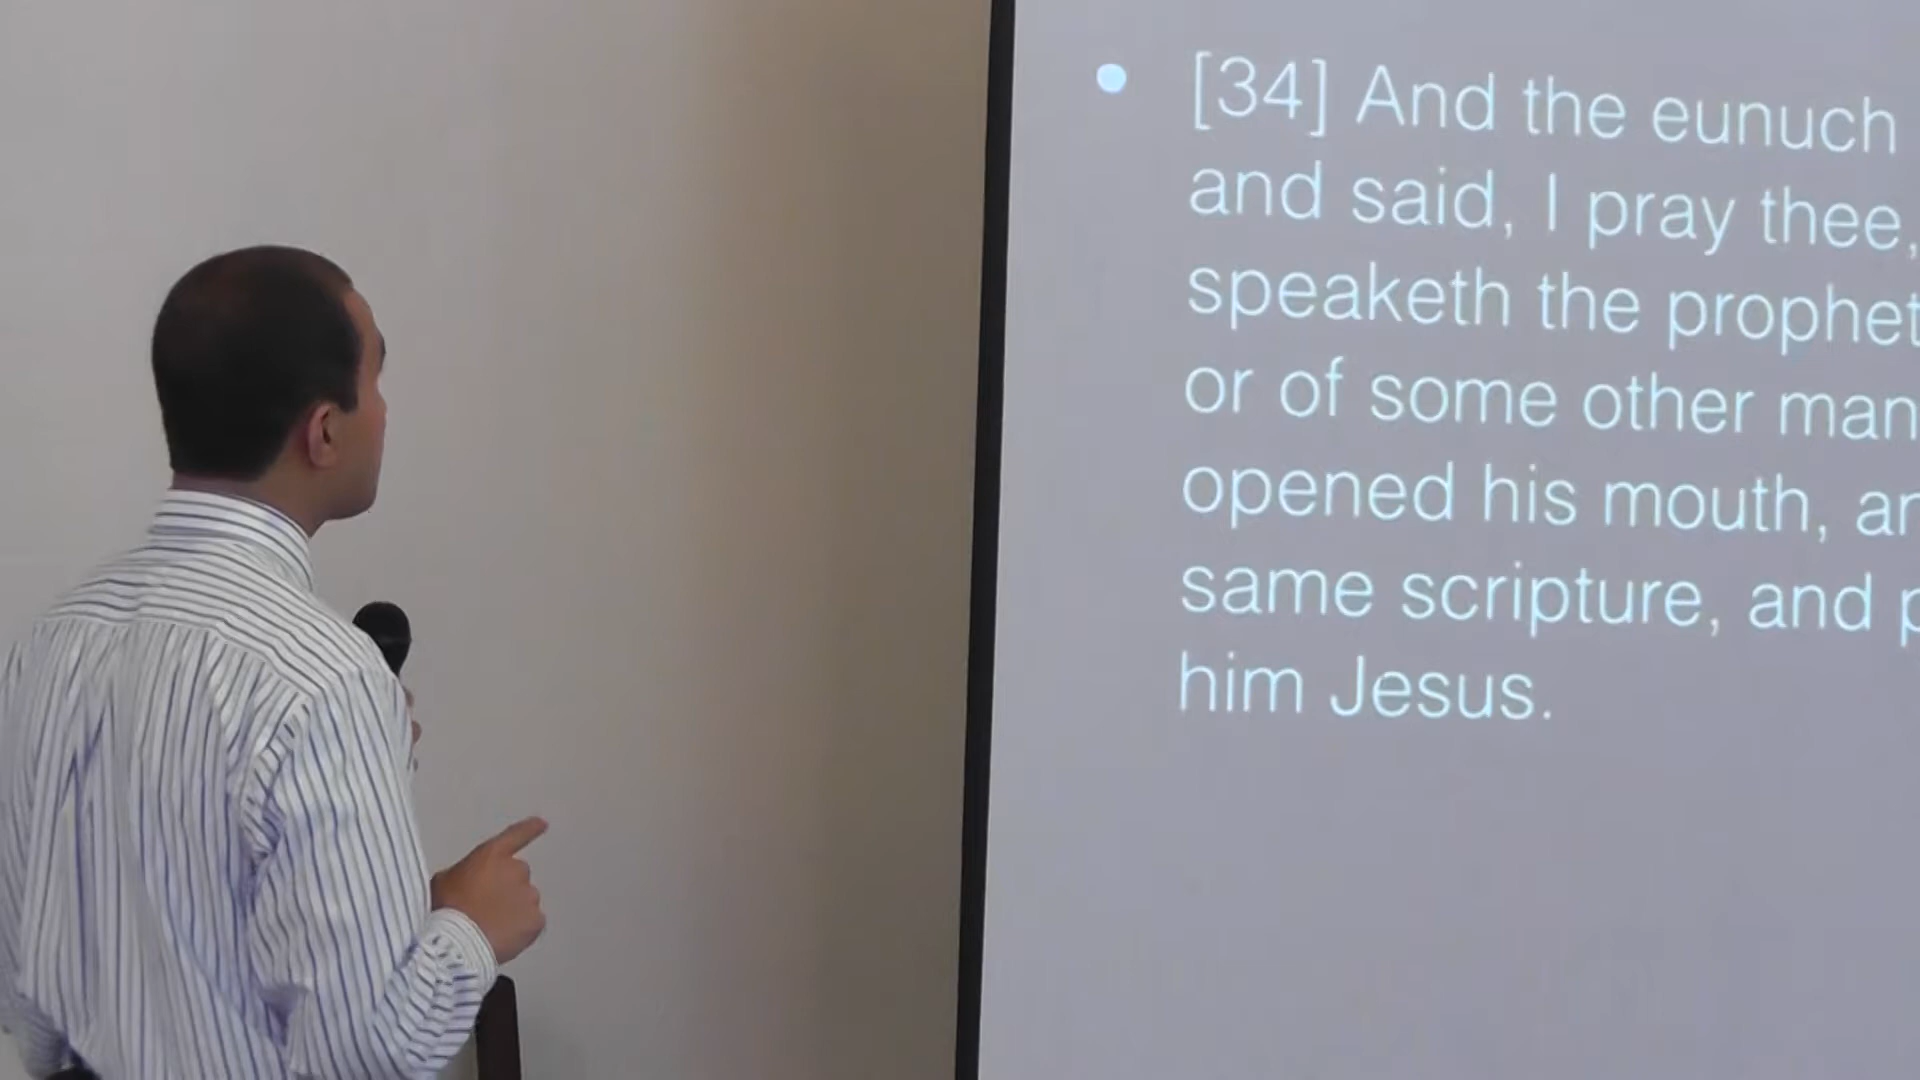 • [34] And the eunuch
and said, I pray thee,
speaketh the prophet
or of some other man
opened his mouth, an
same scripture, and p
him Jesus.